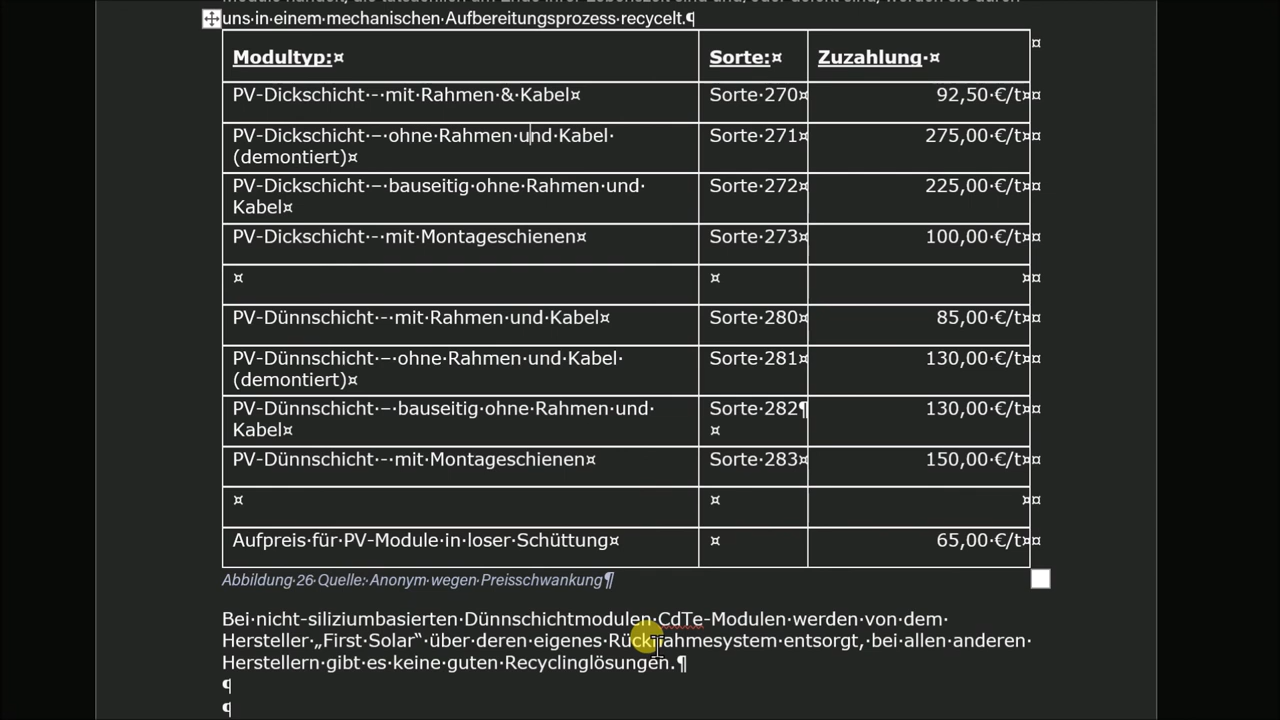 uns in einem mechanischen Aufbereitungsprozess recycelt.¶
Modultyp:¤ Sorte:¤ Zuzahlung ¤ ¤
PV-Dickschicht - mit Rahmen & Kabel¤ Sorte 270¤ 92,50 €/t¤¤
PV-Dickschicht – ohne Rahmen und Kabel
(demontiert)¤ Sorte 271¤ 275,00 €/t¤¤
PV-Dickschicht – bauseitig ohne Rahmen und
Kabel¤ Sorte 272¤ 225,00 €/t¤¤
PV-Dickschicht - mit Montageschienen¤ Sorte 273¤ 100,00 €/t¤¤
¤ ¤ ¤¤
PV-Dünnschicht - mit Rahmen und Kabel¤ Sorte 280¤ 85,00 €/t¤¤
PV-Dünnschicht – ohne Rahmen und Kabel
(demontiert)¤ Sorte 281¤ 130,00 €/t¤¤
PV-Dünnschicht – bauseitig ohne Rahmen und
Kabel¤ Sorte 282¶ ¤ 130,00 €/t¤¤
PV-Dünnschicht - mit Montageschienen¤ Sorte 283¤ 150,00 €/t¤¤
¤ ¤ ¤¤
Aufpreis für PV-Module in loser Schüttung¤ ¤ 65,00 €/t¤¤
Abbildung 26 Quelle: Anonym wegen Preisschwankung¶
Bei nicht-siliziumbasierten Dünnschichtmodulen CdTe-Modulen werden von dem
Hersteller „First Solar“ über deren eigenes Rücknahmesystem entsorgt, bei allen anderen
Herstellern gibt es keine guten Recyclinglösungen.¶
¶
¶